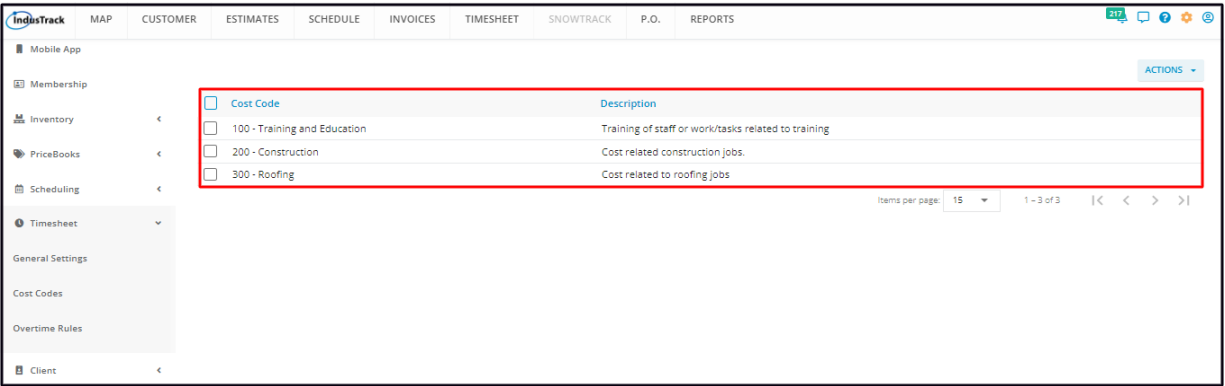 IndusTrack MAP CUSTOMER ESTIMATES SCHEDULE INVOICES TIMESHEET SNOWTRACK P.O. REPORTS 217
Mobile App
ACTIONS
Membership
Cost Code Description
Inventory
100 - Training and Education Training of staff or work/tasks related to training
PriceBooks
200 - Construction Cost related construction jobs.
300 - Roofing Cost related to roofing jobs
Scheduling
Items per page: 15 1 – 3 of 3
Timesheet
General Settings
Cost Codes
Overtime Rules
Client